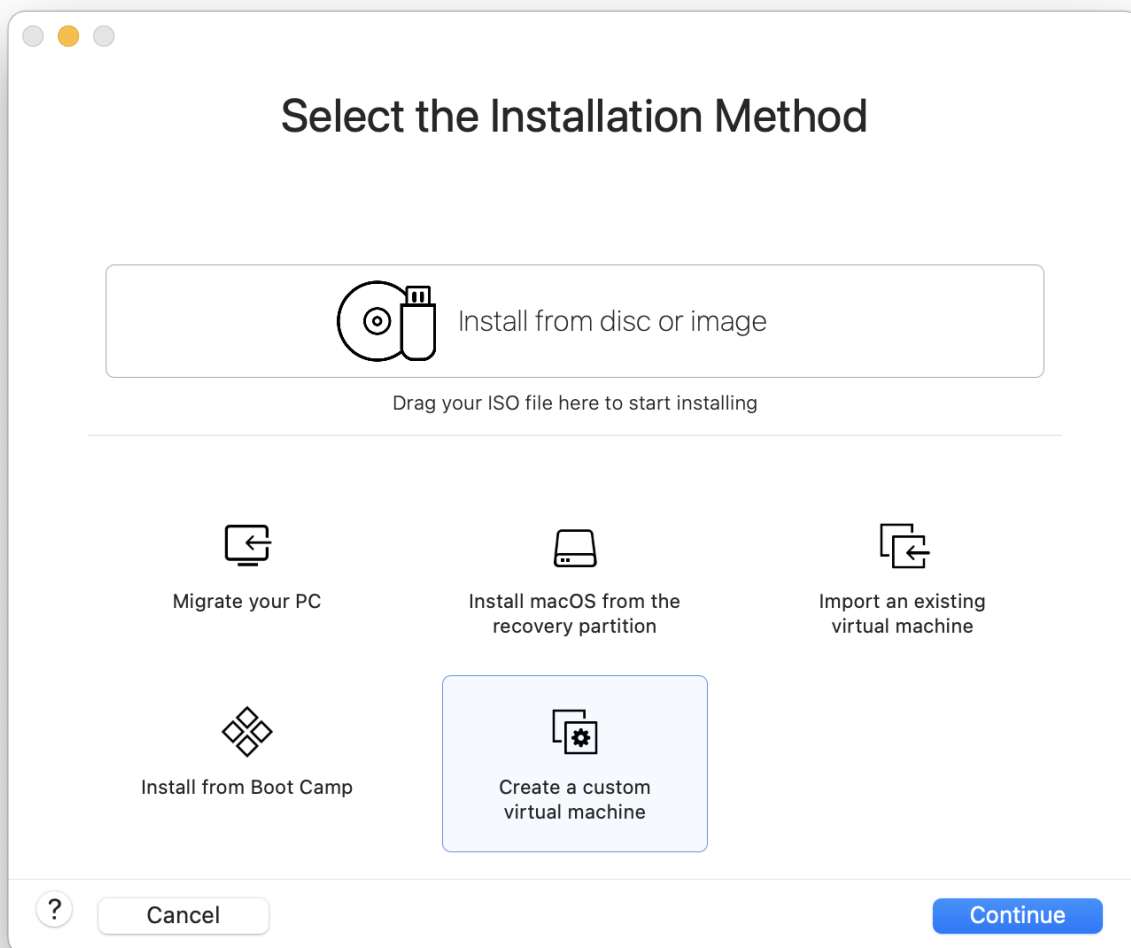 Select the Installation Method
Install from disc or image
Drag your ISO file here to start installing
Migrate your PC
Install macOS from the
recovery partition
Import an existing
virtual machine
Install from Boot Camp
Create a custom
virtual machine
?
Cancel
Continue